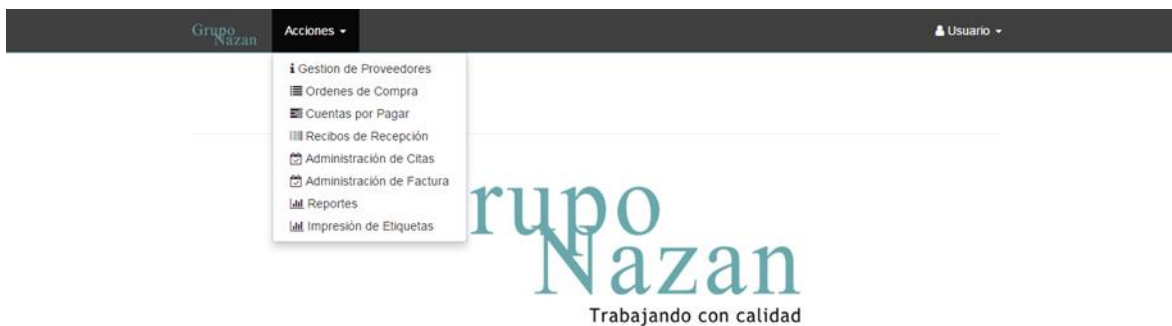 Grupo
Nazan
Acciones
Usuario
Gestion de Proveedores
Ordenes de Compra
Cuentas por Pagar
Recibos de Recepción
Administración de Citas
Administración de Factura
Reportes
Impresión de Etiquetas
rupo
Nazan
Trabajando con calidad